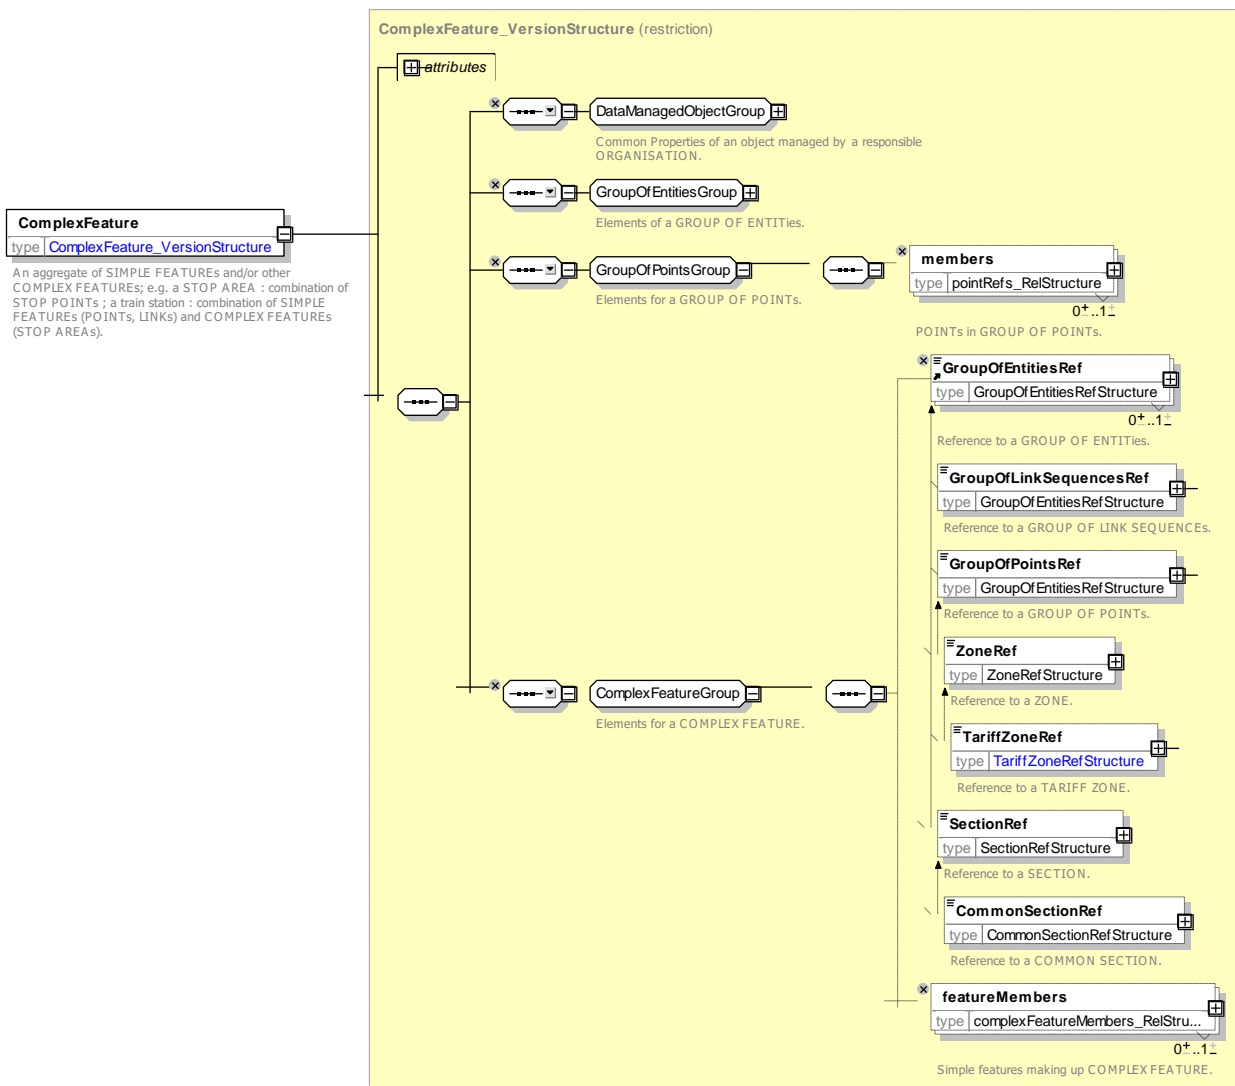 ComplexFeature_VersionStructure (restriction)
attributes
DataManagedObjectGroup
Common Properties of an object managed by a responsible
ORGANISATION.
GroupOfEntitiesGroup
Elements of a GROUP OF ENTITies.
ComplexFeature
type ComplexFeature_VersionStructure
An aggregate of SIMPLE FEATUREs and/or other
COMPLEX FEATUREs; e.g. a STOP AREA : combination of
STOP POINTs ; a train station : combination of SIMPLE
FEATUREs (POINTs, LINKs) and COMPLEX FEATUREs
(STOP AREAs).
GroupOfPointsGroup
Elements for a GROUP OF POINTs.
members
type pointRefs_RelStructure
0..1
POINTs in GROUP OF POINTs.
GroupOfEntitiesRef
type GroupOfEntitiesRefStructure
0..1
Reference to a GROUP OF ENTITies.
GroupOfLinkSequencesRef
type GroupOfEntitiesRefStructure
Reference to a GROUP OF LINK SEQUENCEs.
GroupOfPointsRef
type GroupOfEntitiesRefStructure
Reference to a GROUP OF POINTs.
ZoneRef
type ZoneRefStructure
Reference to a ZONE.
ComplexFeatureGroup
Elements for a COMPLEX FEATURE.
TariffZoneRef
type TariffZoneRefStructure
Reference to a TARIFF ZONE.
SectionRef
type SectionRefStructure
Reference to a SECTION.
CommonSectionRef
type CommonSectionRefStructure
Reference to a COMMON SECTION.
featureMembers
type complexFeatureMembers_RelStru...
0..1
Simple features making up COMPLEX FEATURE.